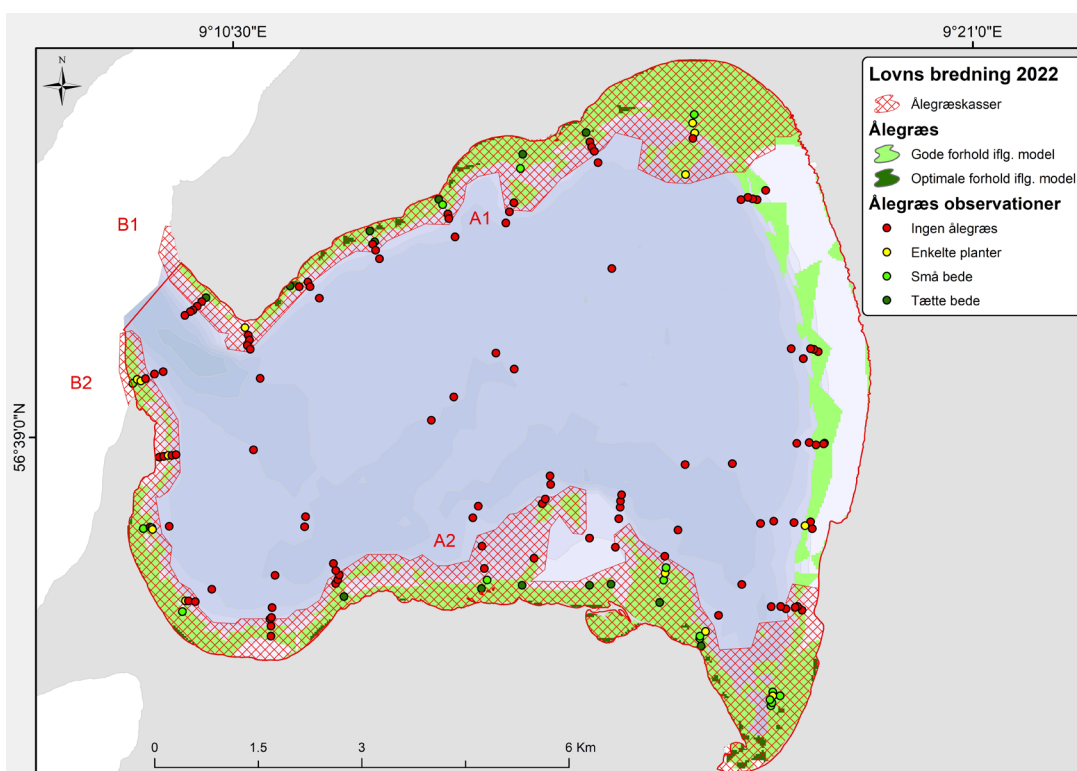 9°10'30"E
9°21'0"E
N
Lovns bredning 2022
Ålegræskasser
Ålegræs
Gode forhold iflg. model
Optimale forhold iflg. model
Ålegræs observationer
Ingen ålegræs
Enkelte planter
Små bede
Tætte bede
B1
A1
B2
56°39'0"N
A2
0 1.5 3 6 Km